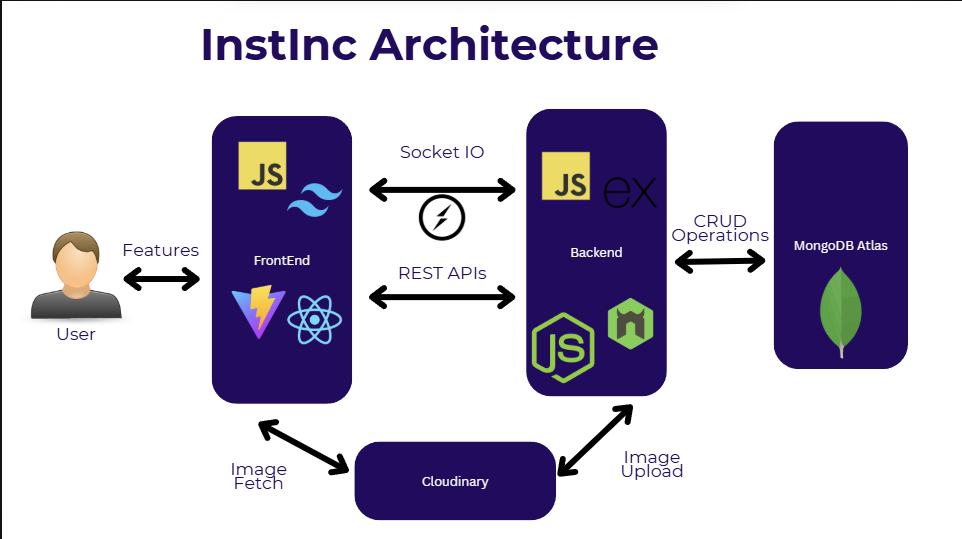 InstInc Architecture
JS
Socket IO
JS
ex
CRUD
Operations
Features
FrontEnd
Backend
MongoDB Atlas
REST APIs
User
JS
Image
Fetch
Cloudinary
Image
Upload